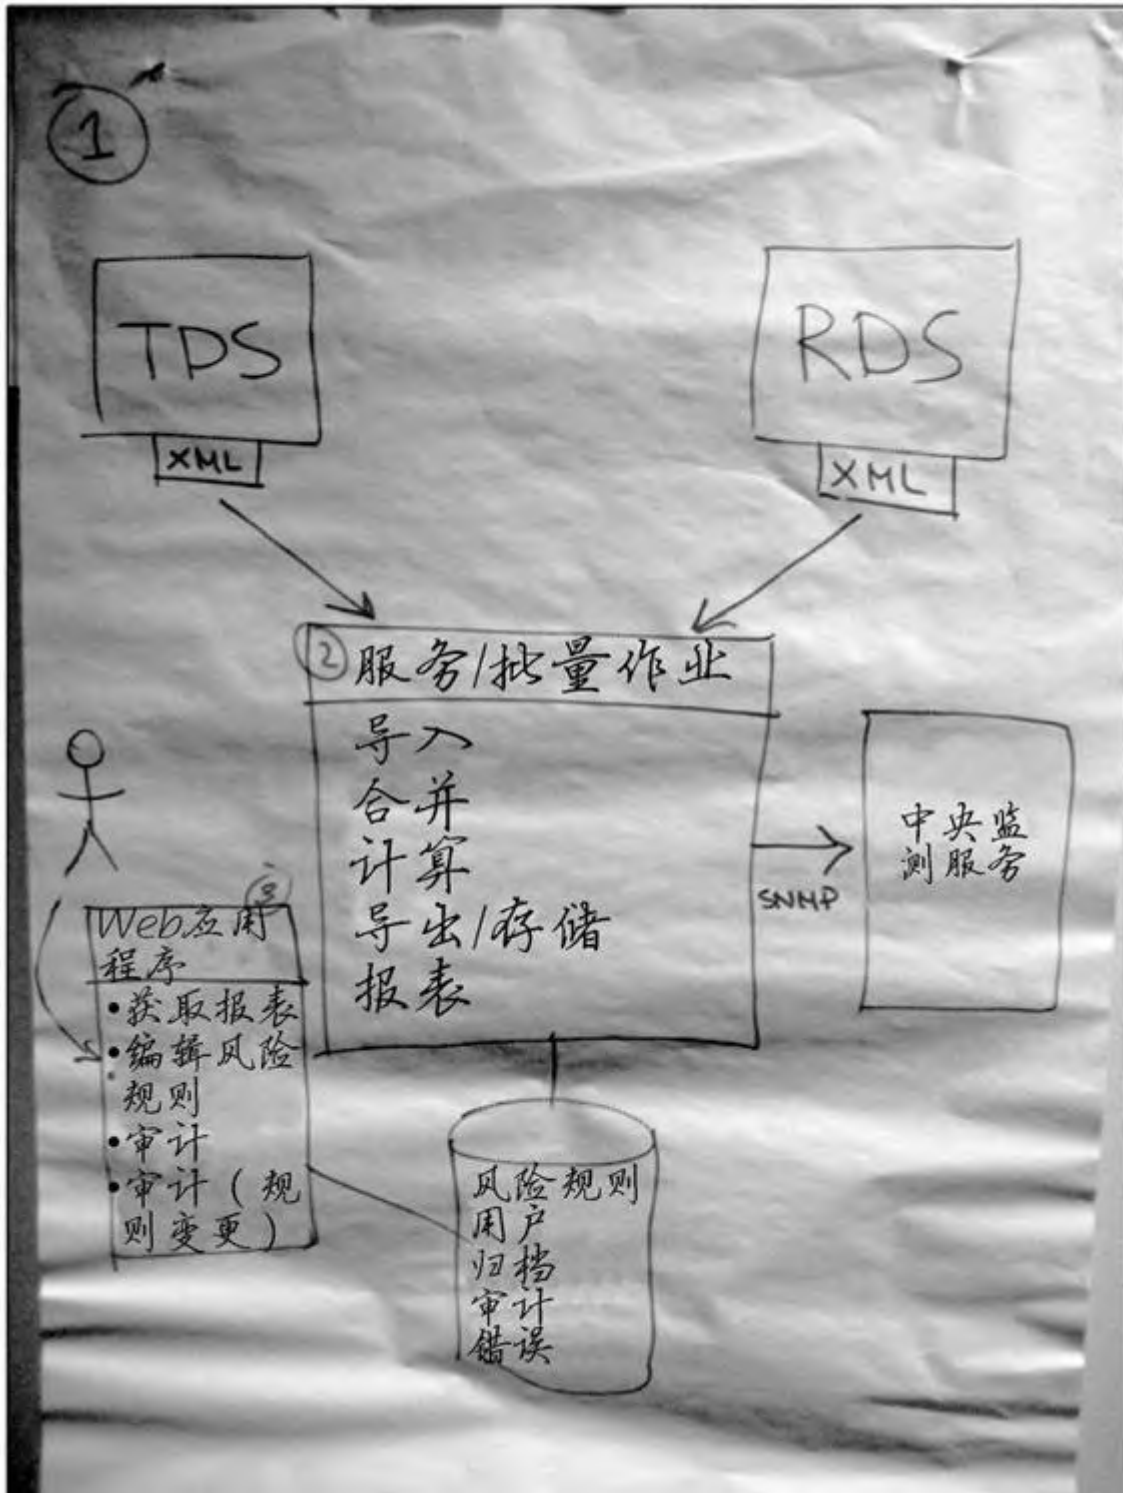 1
TDS
XML
RDS
XML
2 服务/批量作业
导入
合并
计算
导出/存储
报表
SNMP
中央监
测服务
3
Web应用
程序
•获取报表
•编辑风险
规则
•审计
•审计(规
则变更)
风险规则
用户
归档
审计
错误